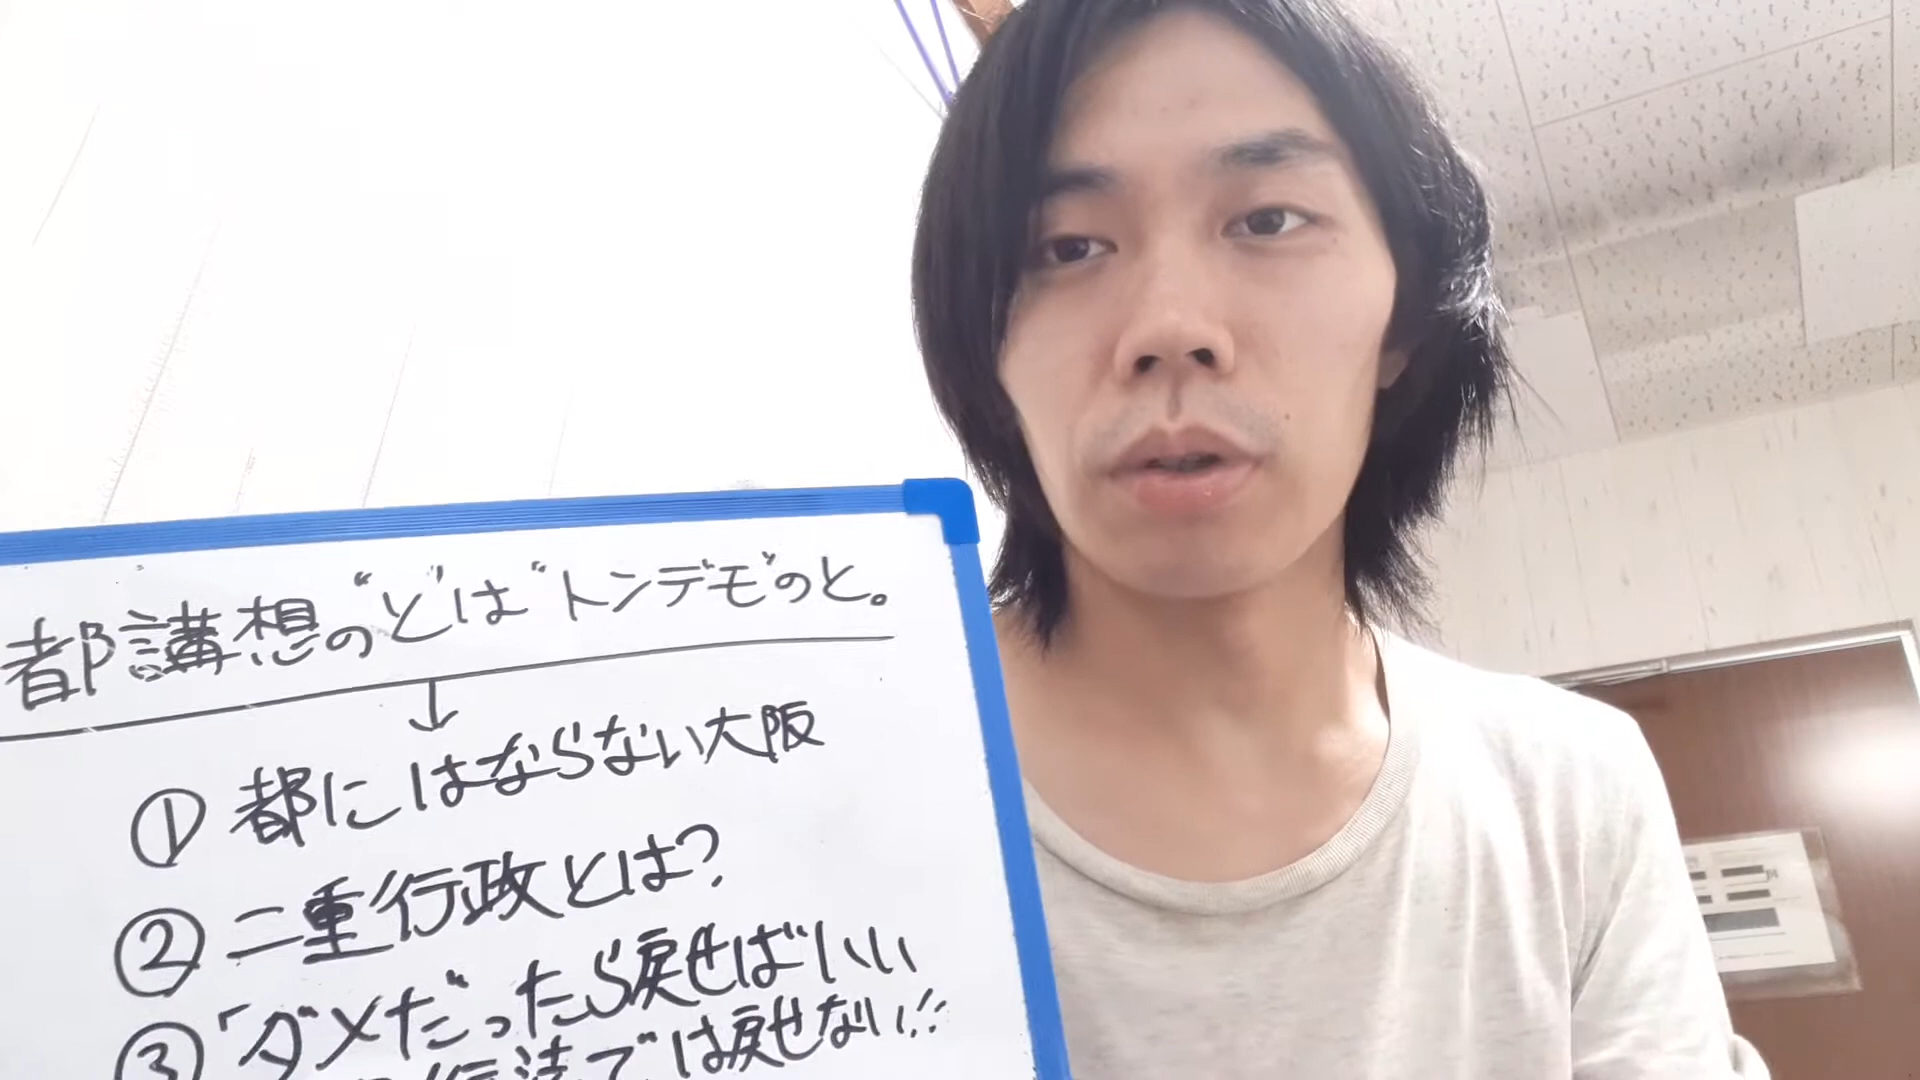 都講想の"ど"は"トンデモ"のと。
↓
① 都にはならない大阪
② 二重行政とは?
③ 「ダメだったら戻せばいい
行法では戻せない!!